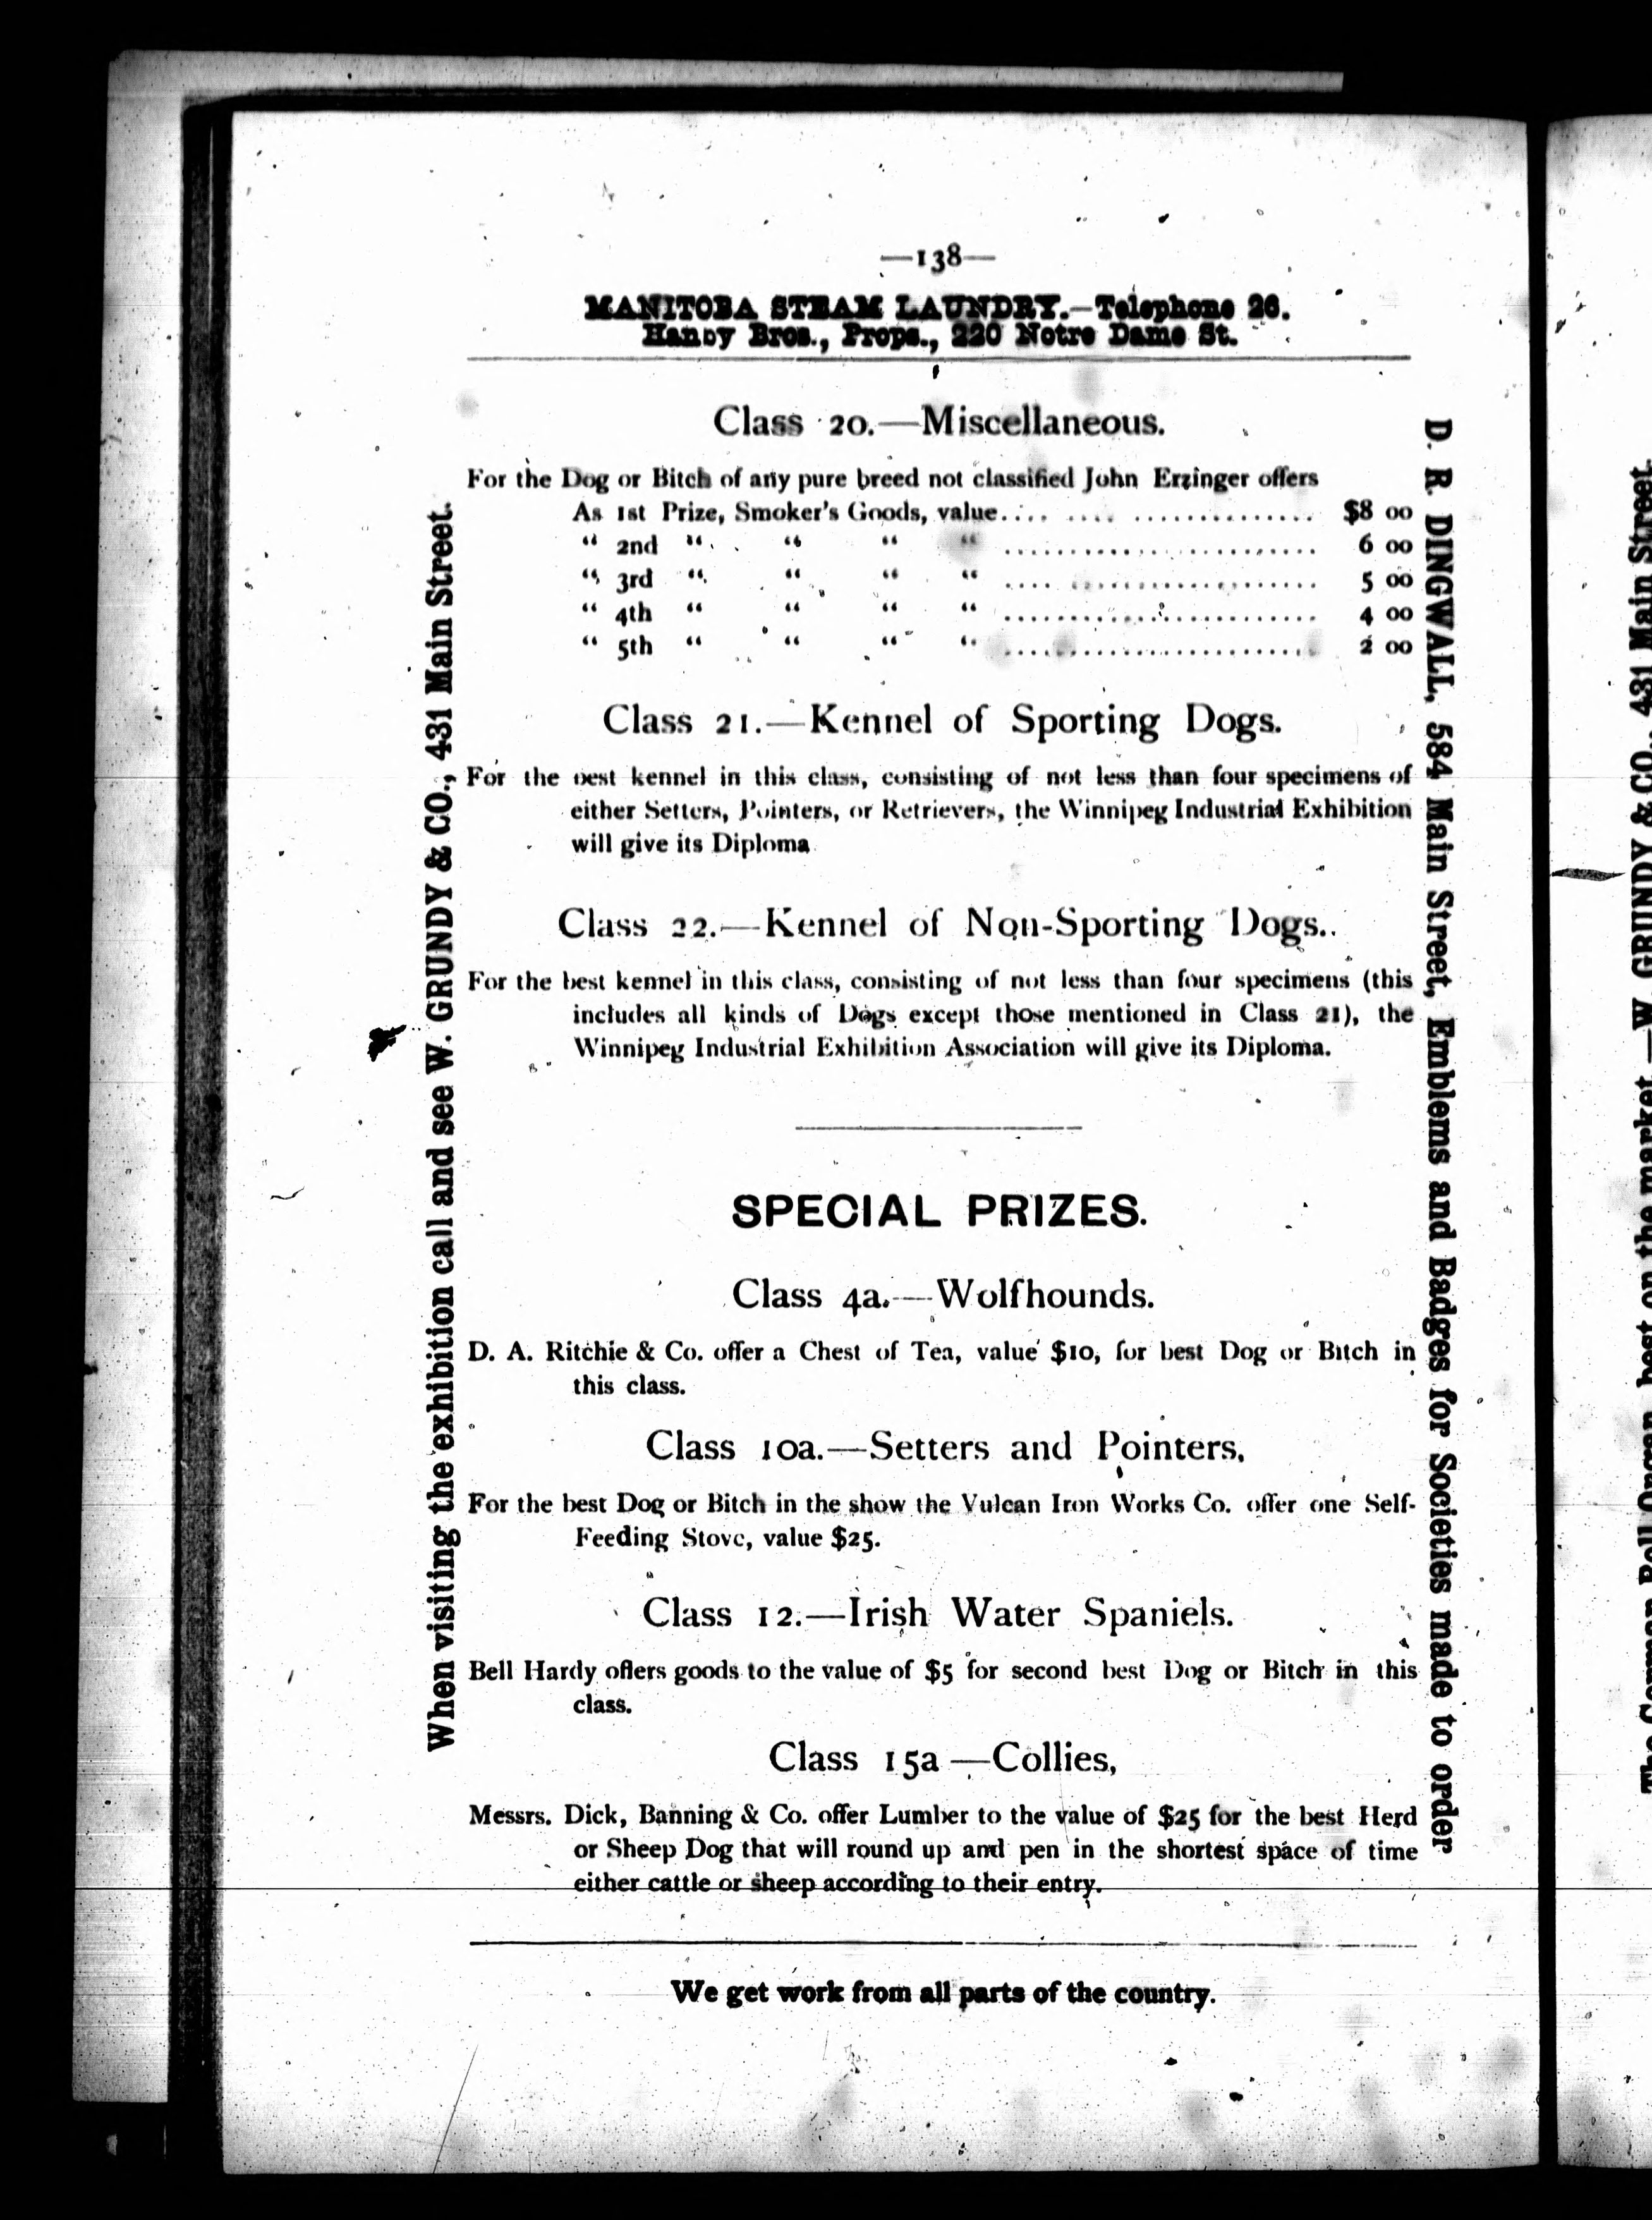 —138—
MANITOBA STEAM LAUNDRY.—Telephone 26.
Hanby Bros., Props., 220 Notre Dame St.
Class 20.—Miscellaneous.
For the Dog or Bitch of any pure breed not classified John Erzinger offers
As 1st Prize, Smoker's Goods, value.... .... .............. $8 00
“ 2nd “ “ “ “ ............................ 6 00
“ 3rd “ “ “ “ .... ...................... 5 00
“ 4th “ “ “ “ ............................ 4 00
“ 5th “ “ “ “ ............................ 2 00
Class 21.—Kennel of Sporting Dogs.
For the best kennel in this class, consisting of not less than four specimens of
either Setters, Pointers, or Retrievers, the Winnipeg Industrial Exhibition
will give its Diploma
Class 22.—Kennel of Non-Sporting Dogs.
For the best kennel in this class, consisting of not less than four specimens (this
includes all kinds of Dogs except those mentioned in Class 21), the
Winnipeg Industrial Exhibition Association will give its Diploma.
SPECIAL PRIZES.
Class 4a.—Wolfhounds.
D. A. Ritchie & Co. offer a Chest of Tea, value $10, for best Dog or Bitch in
this class.
Class 10a.—Setters and Pointers,
For the best Dog or Bitch in the show the Vulcan Iron Works Co. offer one Self-
Feeding Stove, value $25.
Class 12.—Irish Water Spaniels.
Bell Hardy offers goods to the value of $5 for second best Dog or Bitch in this
class.
Class 15a —Collies,
Messrs. Dick, Banning & Co. offer Lumber to the value of $25 for the best Herd
or Sheep Dog that will round up and pen in the shortest space of time
either cattle or sheep according to their entry.
We get work from all parts of the country.
When visiting the exhibition call and see W. GRUNDY & CO., 431 Main Street.
D. R. DINGWALL, 584 Main Street, Emblems and Badges for Societies made to order
best on the market.—W. GRUNDY & CO., 431 Main Street.